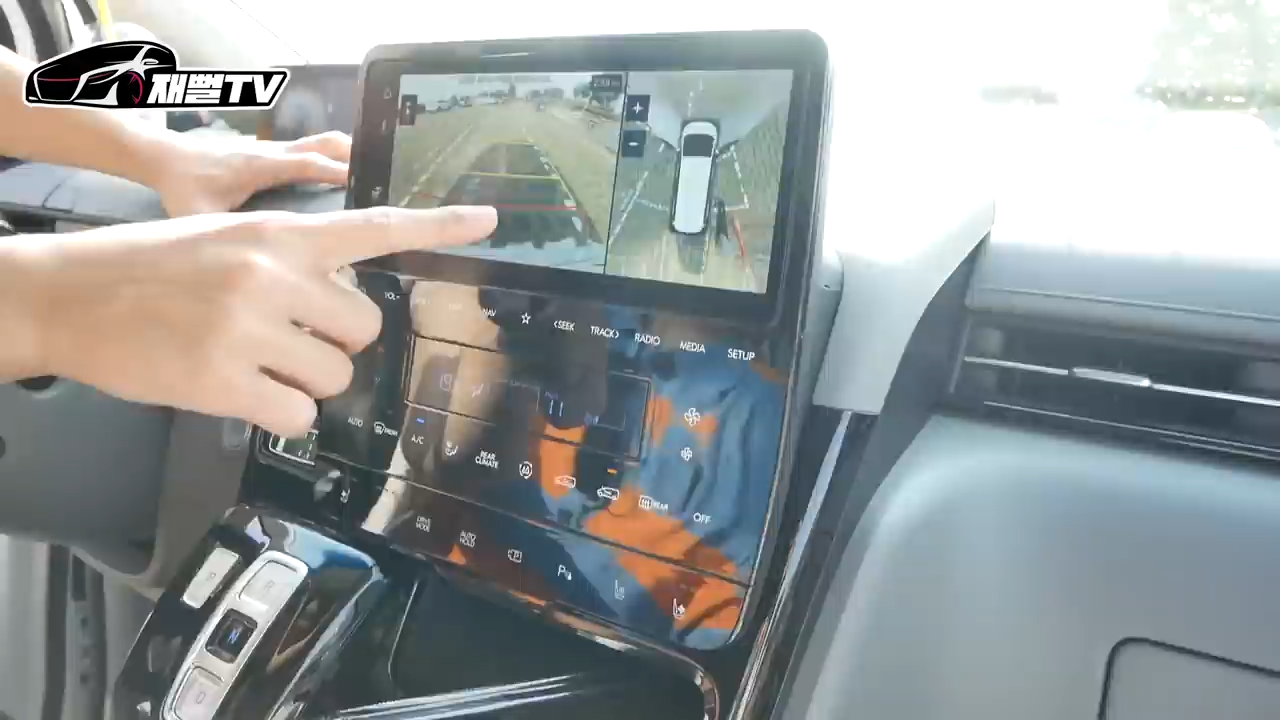 재뻘TV
VOL-
NAV
☆
<SEEK
TRACK>
RADIO
MEDIA
SETUP
AUTO
A/C
REAR
CLIMATE
REAR
OFF
DRIVE
MODE
AUTO
HOLD
P
P
R
N
D